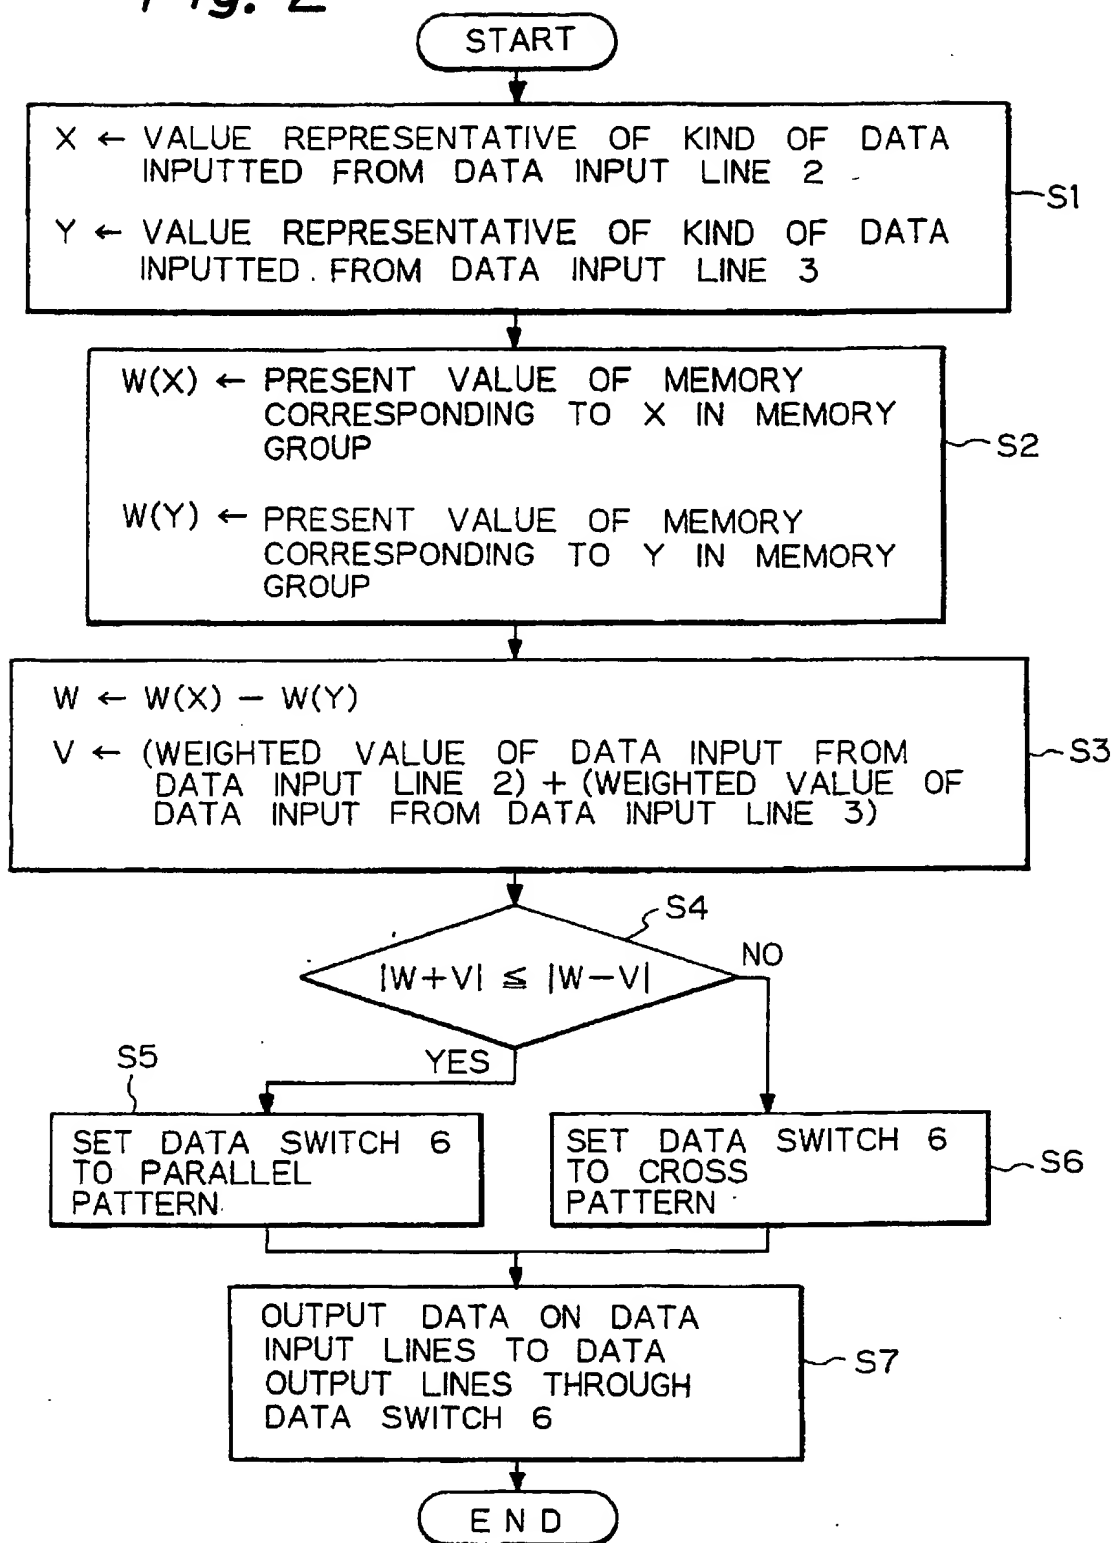 Fig. 2
START
X ← VALUE REPRESENTATIVE OF KIND OF DATA
INPUTTED FROM DATA INPUT LINE 2
Y ← VALUE REPRESENTATIVE OF KIND OF DATA
INPUTTED FROM DATA INPUT LINE 3
S1
W(X) ← PRESENT VALUE OF MEMORY
CORRESPONDING TO X IN MEMORY
GROUP
W(Y) ← PRESENT VALUE OF MEMORY
CORRESPONDING TO Y IN MEMORY
GROUP
S2
W ← W(X) − W(Y)
V ← (WEIGHTED VALUE OF DATA INPUT FROM
DATA INPUT LINE 2) + (WEIGHTED VALUE OF
DATA INPUT FROM DATA INPUT LINE 3)
S3
S4
|W+V| ≦ |W−V|
NO
YES
S5
SET DATA SWITCH 6
TO PARALLEL
PATTERN
SET DATA SWITCH 6
TO CROSS
PATTERN
S6
OUTPUT DATA ON DATA
INPUT LINES TO DATA
OUTPUT LINES THROUGH
DATA SWITCH 6
S7
END